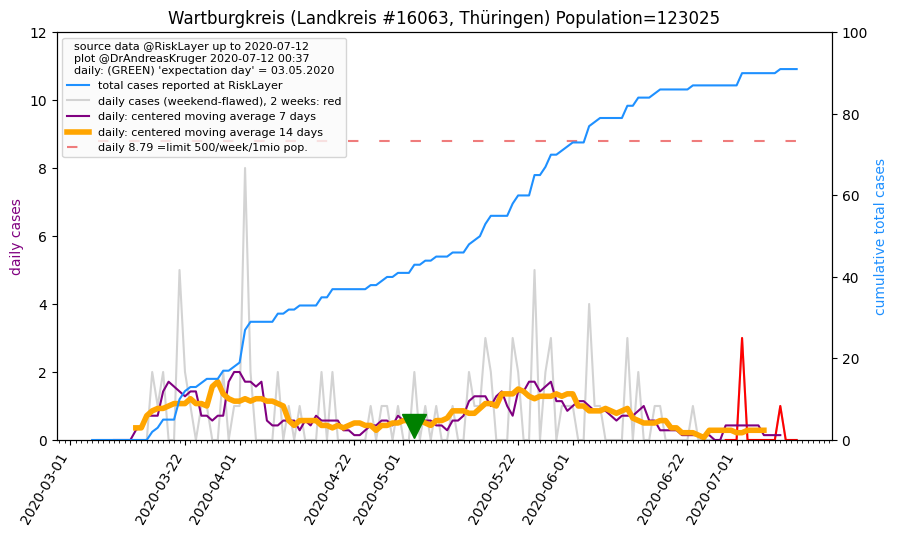 Wartburgkreis (Landkreis #16063, Thüringen) Population=123025
source data @RiskLayer up to 2020-07-12
plot @DrAndreasKruger 2020-07-12 00:37
daily: (GREEN) 'expectation day' = 03.05.2020
total cases reported at RiskLayer
daily cases (weekend-flawed), 2 weeks: red
daily: centered moving average 7 days
daily: centered moving average 14 days
daily 8.79 =limit 500/week/1mio pop.
daily cases
12
10
8
6
4
2
0
100
80
60
40
20
0
cumulative total cases
2020-03-01
2020-03-22
2020-04-01
2020-04-22
2020-05-01
2020-05-22
2020-06-01
2020-06-22
2020-07-01